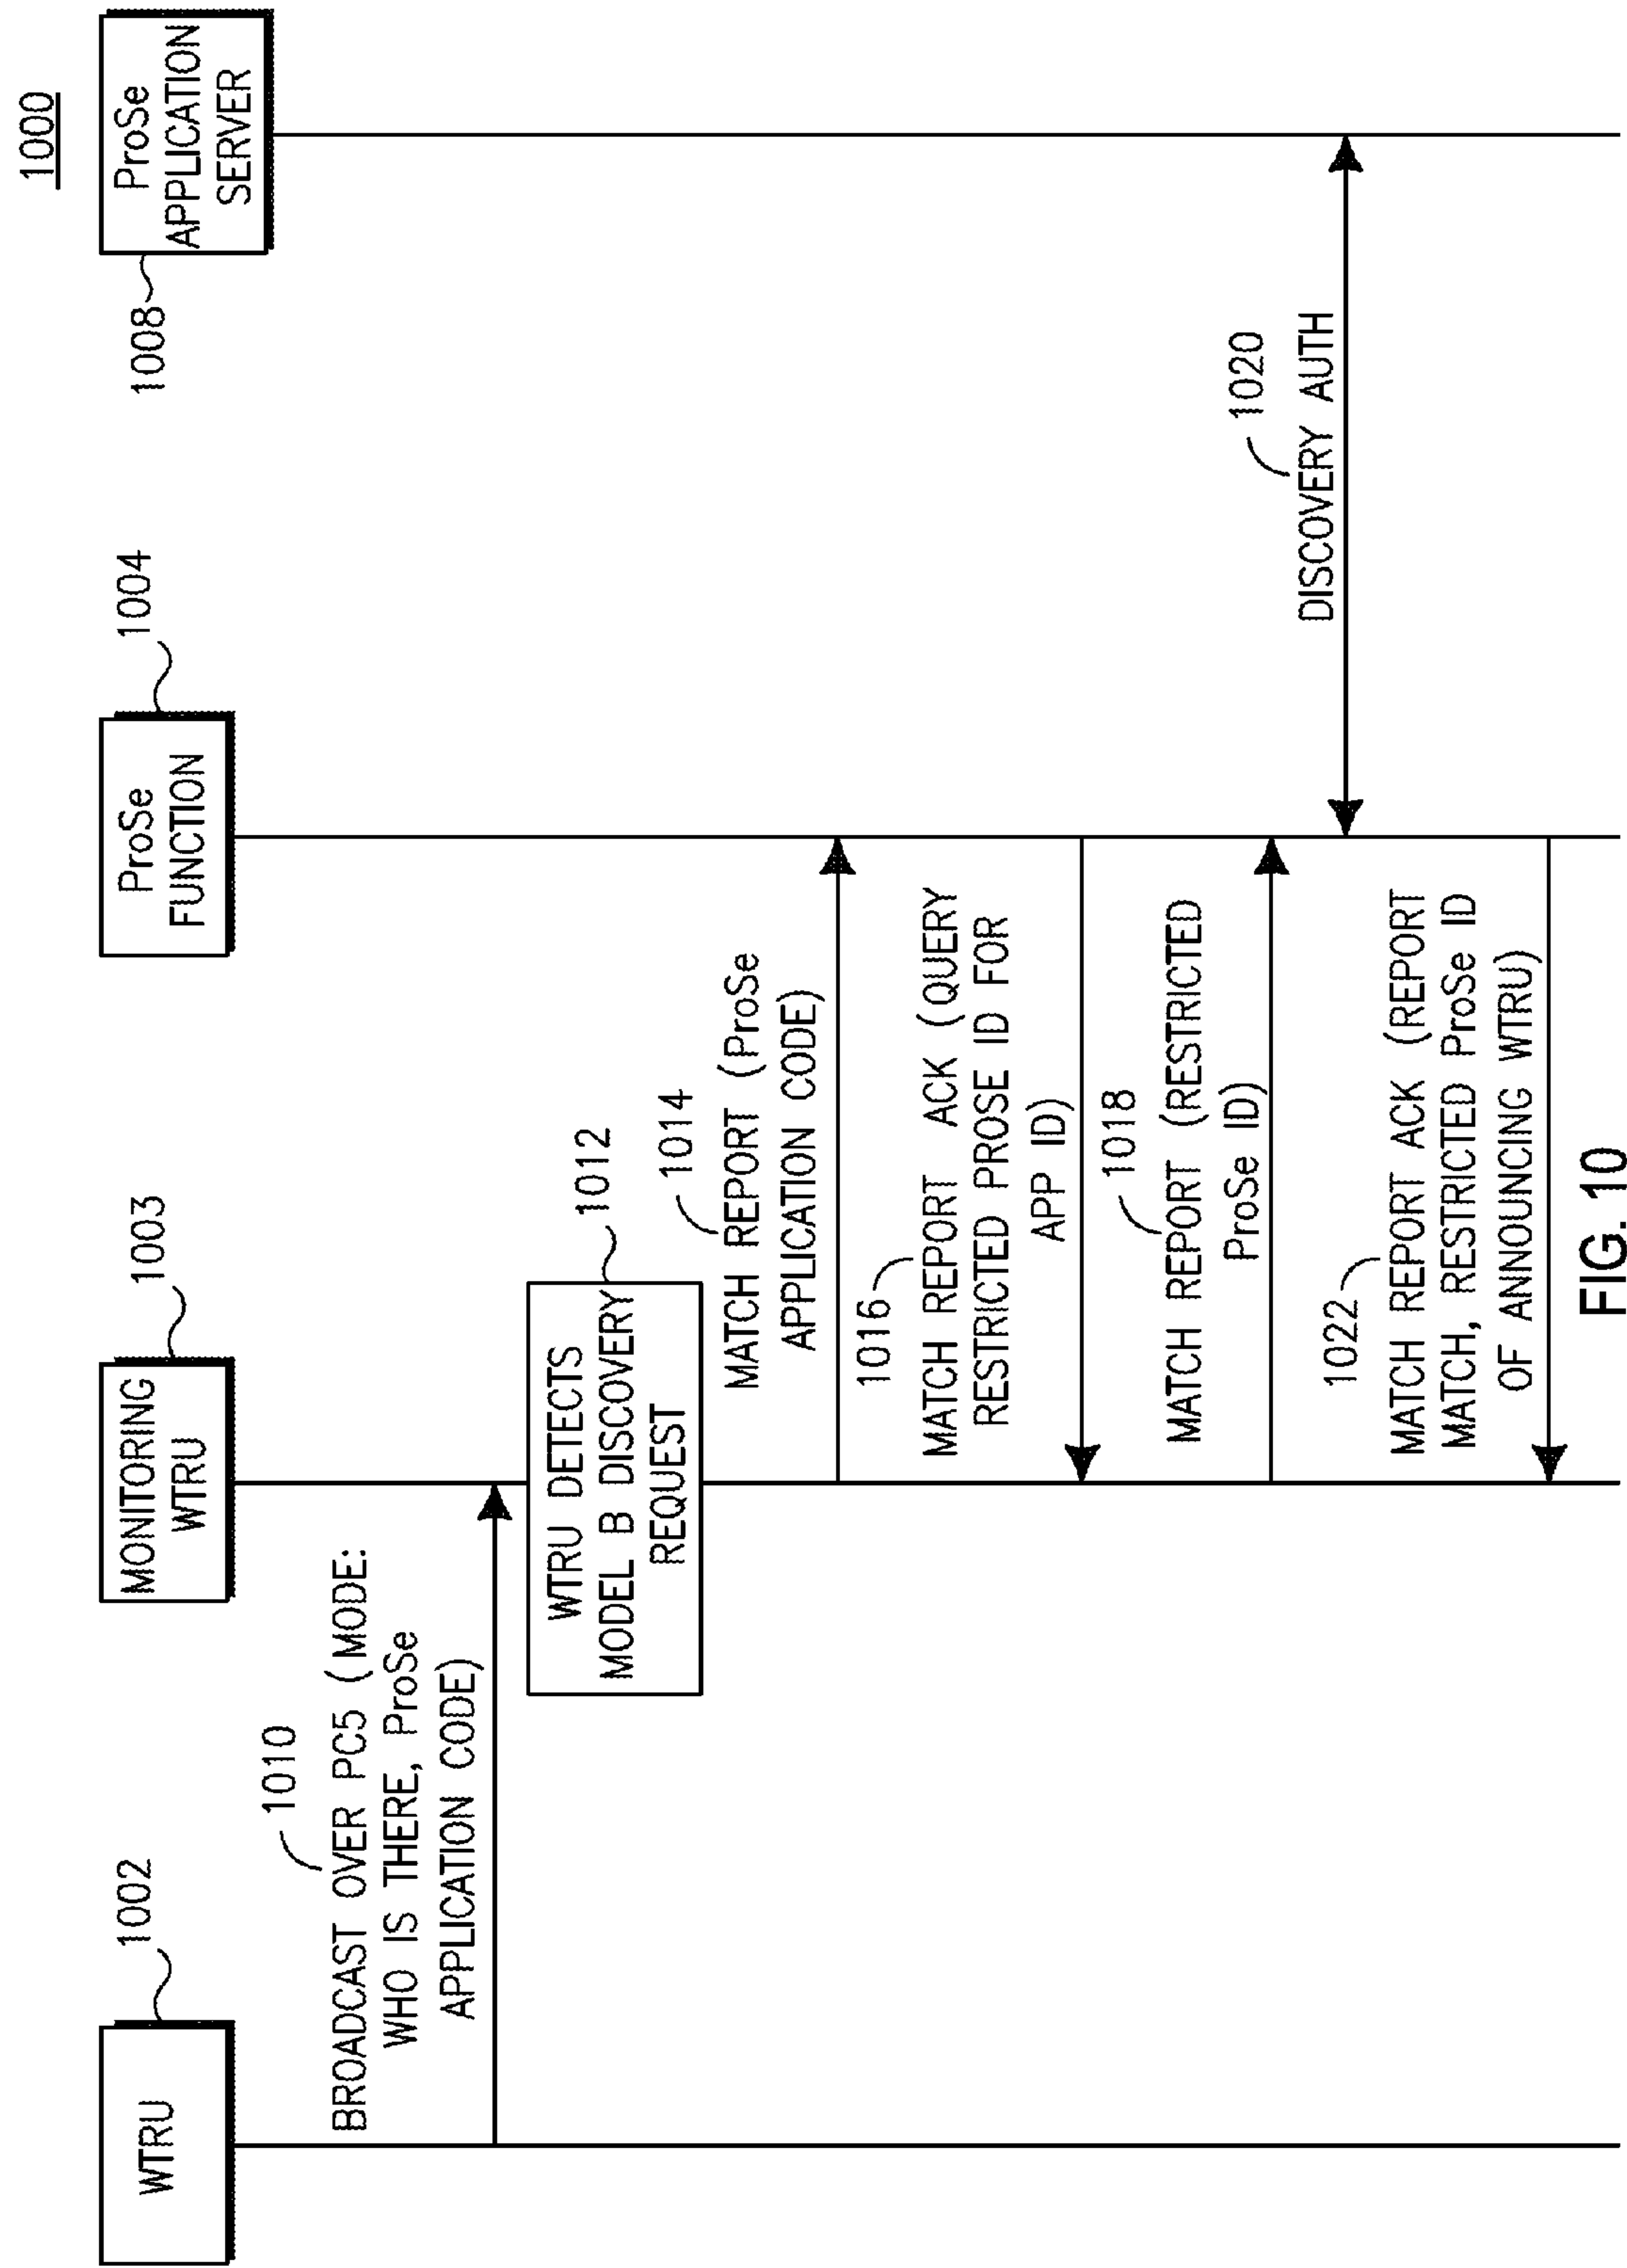 1000
WTRU
1002
MONITORING
WTRU
1003
ProSe
FUNCTION
1004
ProSe
APPLICATION
SERVER
1008
1010
BROADCAST OVER PC5 (MODE:
WHO IS THERE, ProSe
APPLICATION CODE)
WTRU DETECTS
MODEL B DISCOVERY
REQUEST
1012
1014
MATCH REPORT (ProSe
APPLICATION CODE)
1016
MATCH REPORT ACK (QUERY
RESTRICTED PROSE ID FOR
APP ID)
1018
MATCH REPORT (RESTRICTED
ProSe ID)
1020
DISCOVERY AUTH
1022
MATCH REPORT ACK (REPORT
MATCH, RESTRICTED ProSe ID
OF ANNOUNCING WTRU)
FIG. 10